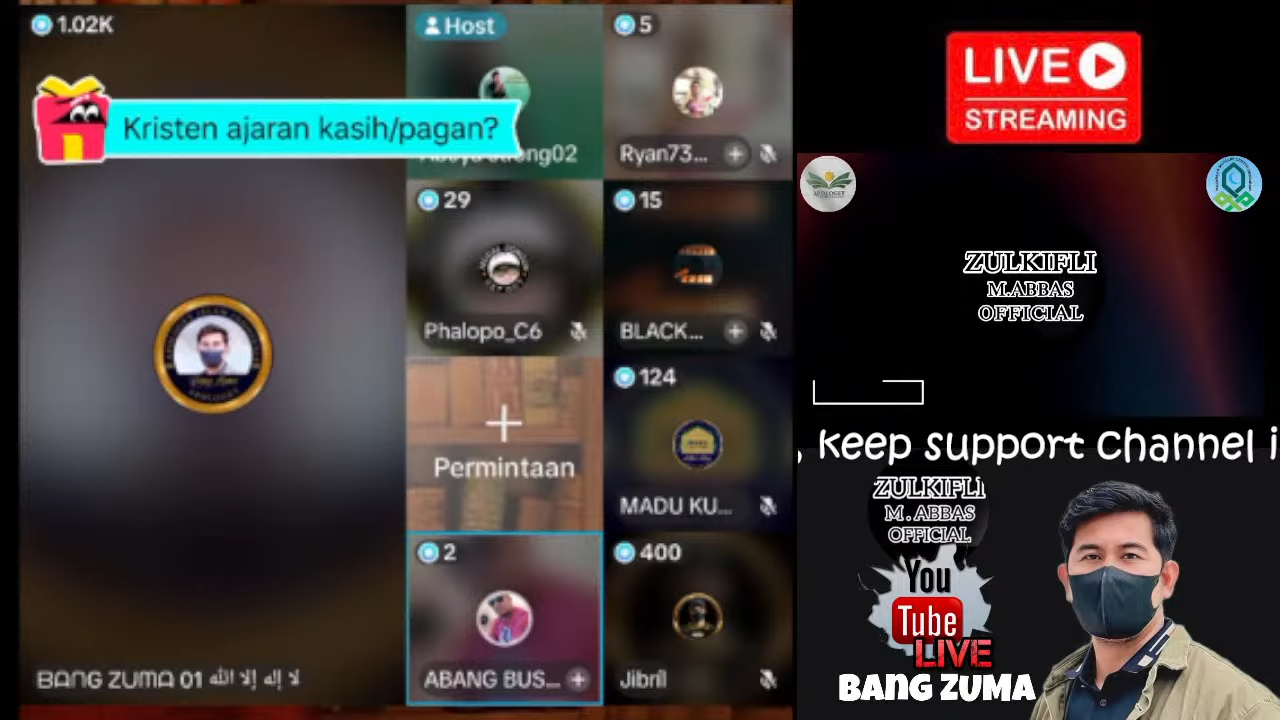 1.02K
Host
5
Kristen ajaran kasih/pagan?
Ryan73...
29
15
Phalopo_C6
BLACK...
124
Permintaan
MADU KU...
2
400
BANG ZUMA 01 لا إله إلا الله
ABANG BUS...
Jibril
LIVE
STREAMING
ZULKIFLI
M.ABBAS
OFFICIAL
, keep support channel i
ZULKIFLI
M.ABBAS
OFFICIAL
You
Tube
LIVE
BANG ZUMA